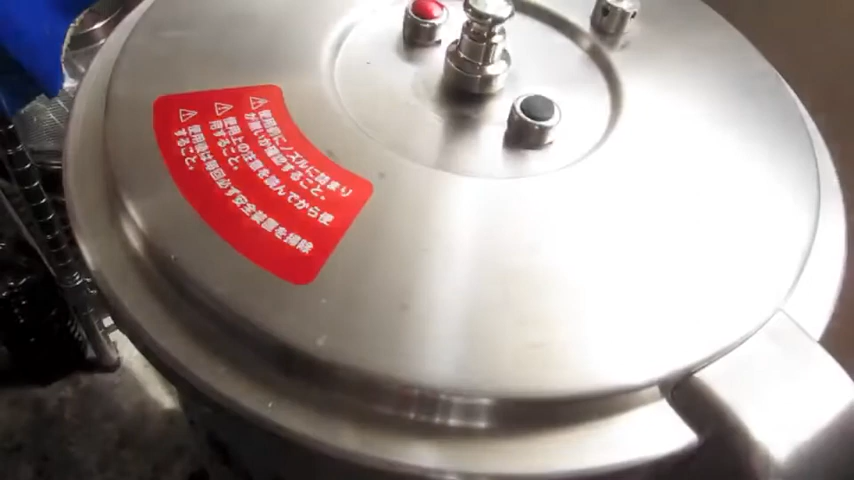 ⚠使用前にノズルに詰まりが無いか確認すること。
⚠使用上の注意を読んでから使用すること。
⚠使用後は毎回必ず安全装置を掃除すること。